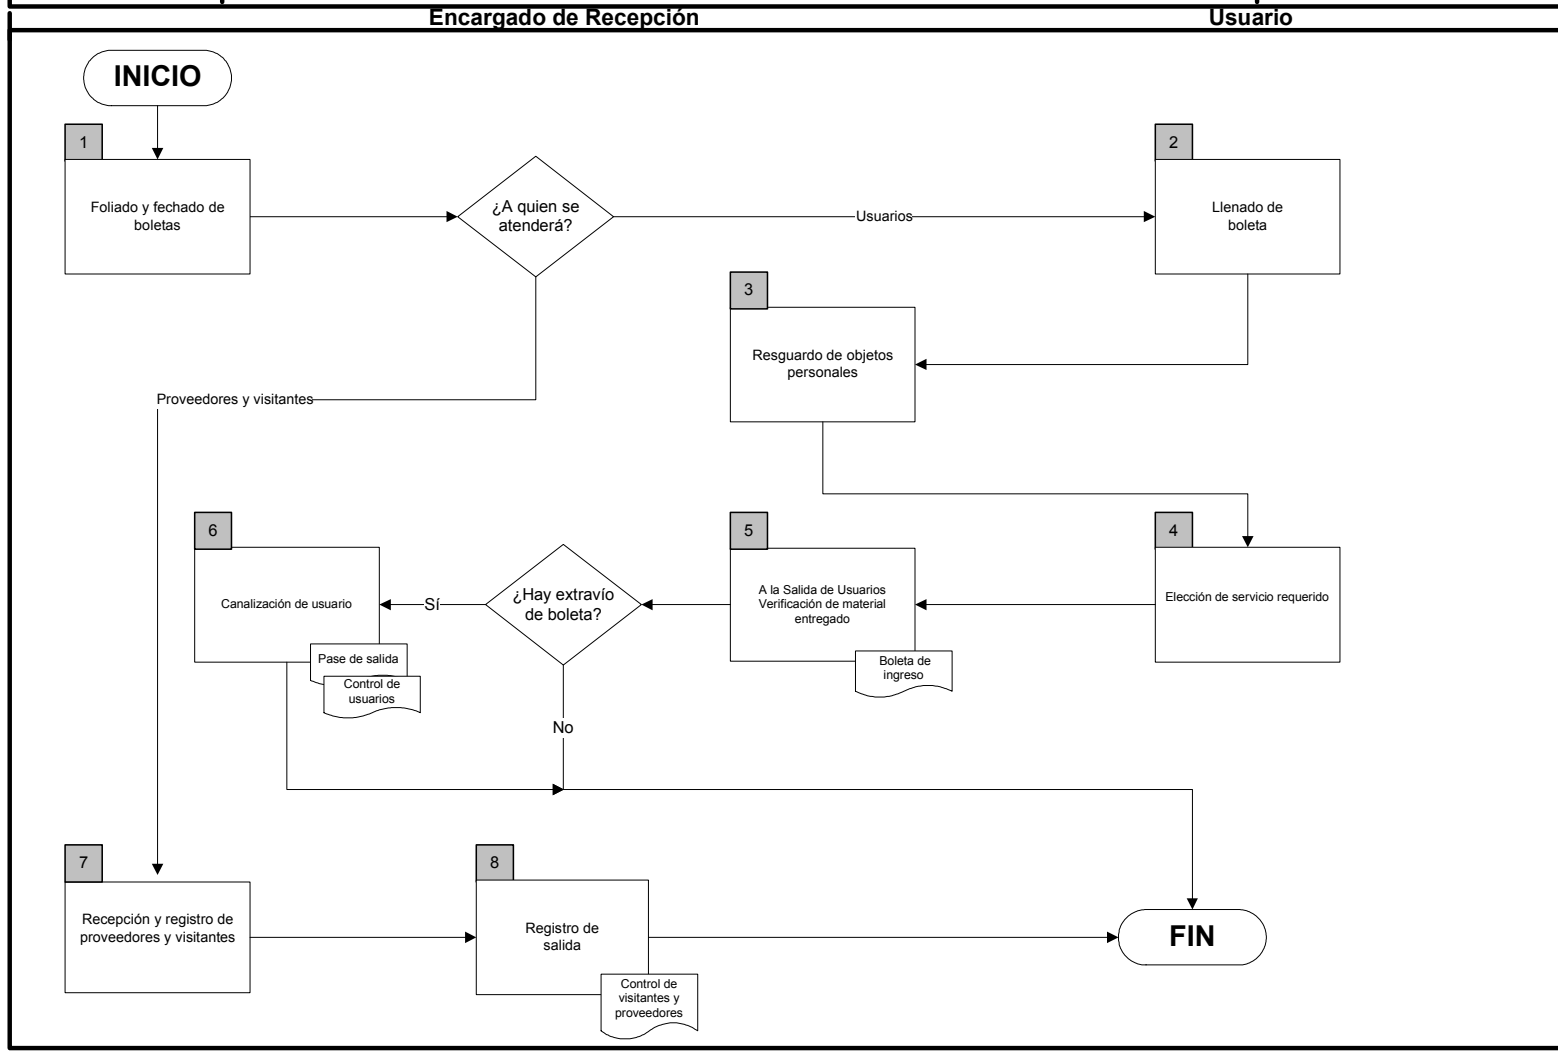 Encargado de Recepción
Usuario
INICIO
1
Foliado y fechado de
boletas
¿A quien se
atenderá?
Usuarios
2
Llenado de
boleta
3
Resguardo de objetos
personales
Proveedores y visitantes
4
Elección de servicio requerido
5
A la Salida de Usuarios
Verificación de material
entregado
Boleta de
ingreso
¿Hay extravío
de boleta?
Sí
No
6
Canalización de usuario
Pase de salida
Control de
usuarios
7
Recepción y registro de
proveedores y visitantes
8
Registro de
salida
Control de
visitantes y
proveedores
FIN